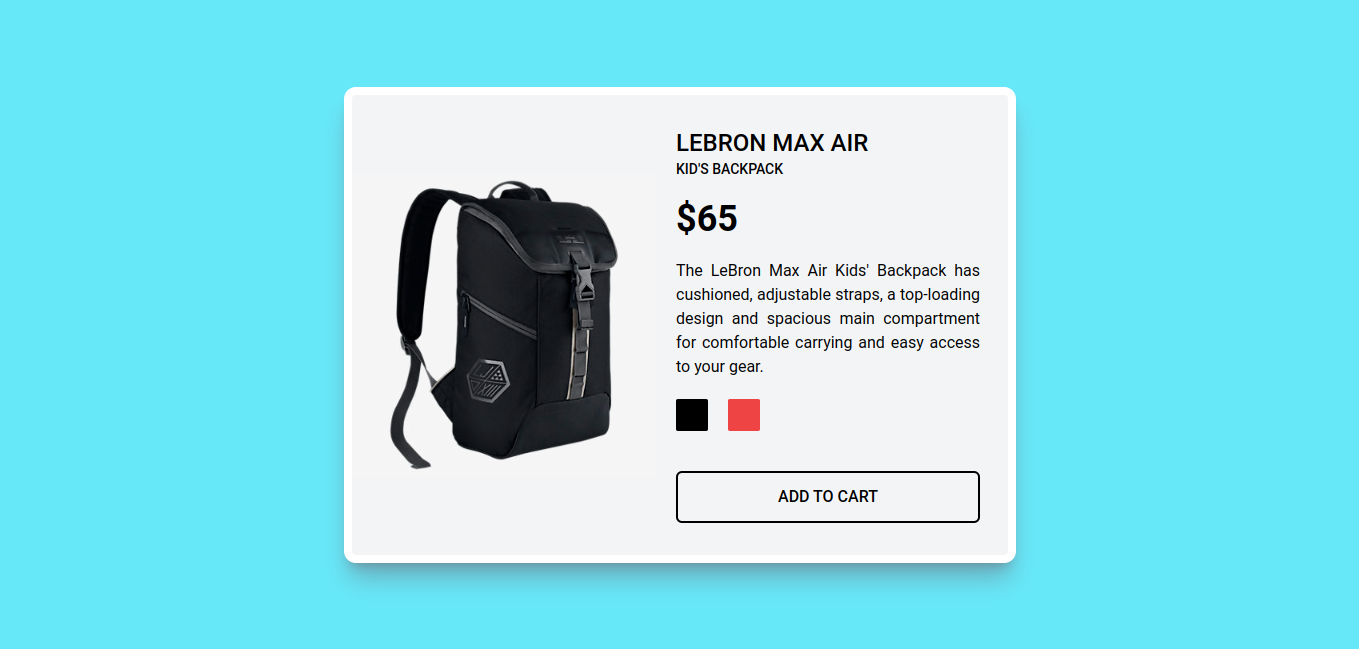 LEBRON MAX AIR
KID'S BACKPACK
$65
The LeBron Max Air Kids' Backpack has
cushioned, adjustable straps, a top-loading
design and spacious main compartment
for comfortable carrying and easy access
to your gear.
ADD TO CART